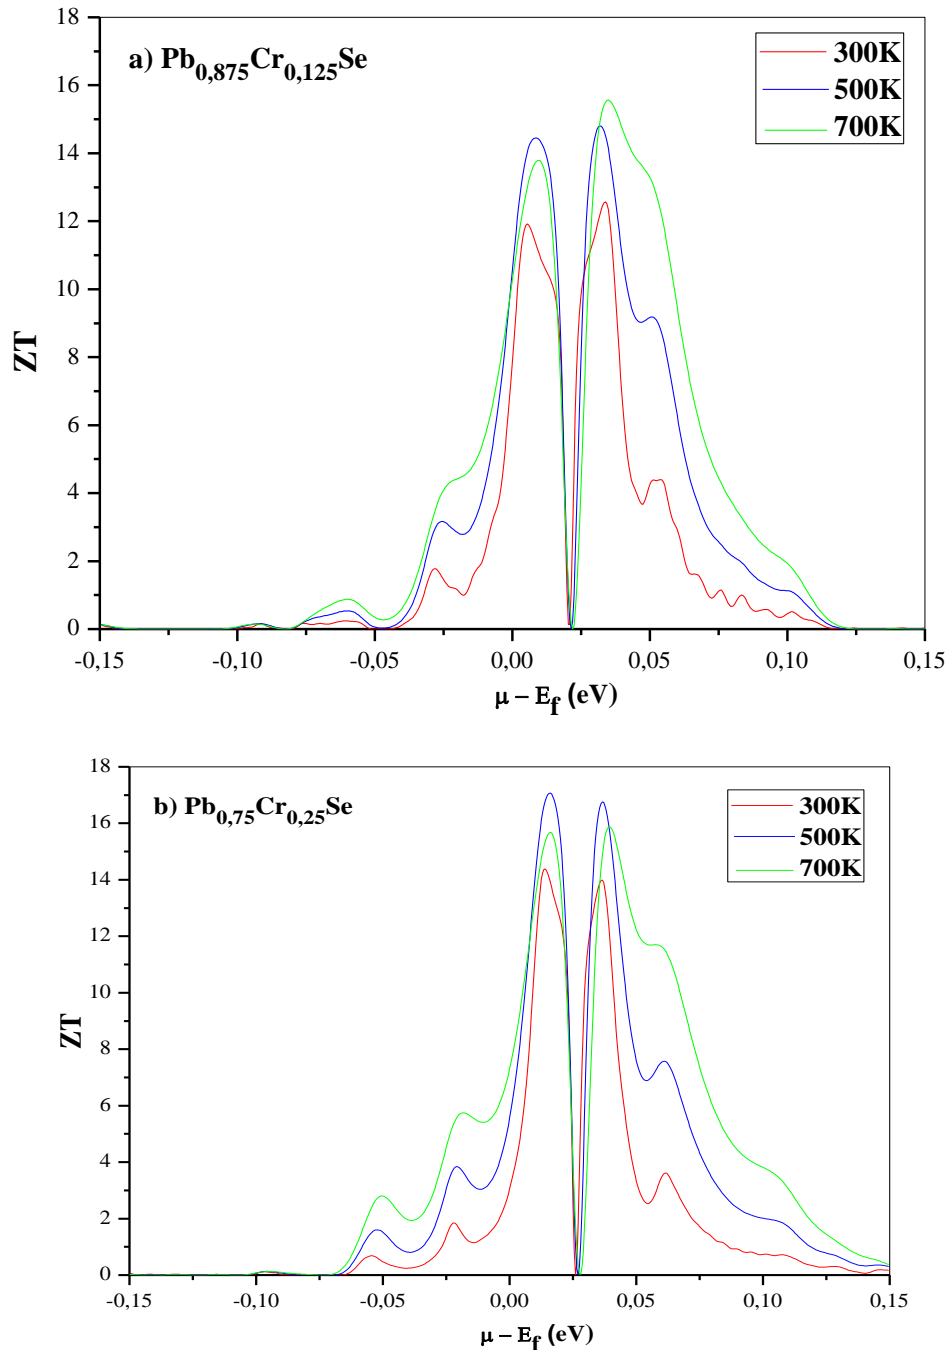 18
16
14
12
10
8
6
4
2
0
ZT
a) Pb0,875Cr0,125Se
300K
500K
700K
-0,15 -0,10 -0,05 0,00 0,05 0,10 0,15
μ – Ef (eV)
18
16
14
12
10
8
6
4
2
0
ZT
b) Pb0,75Cr0,25Se
300K
500K
700K
-0,15 -0,10 -0,05 0,00 0,05 0,10 0,15
μ – Ef (eV)